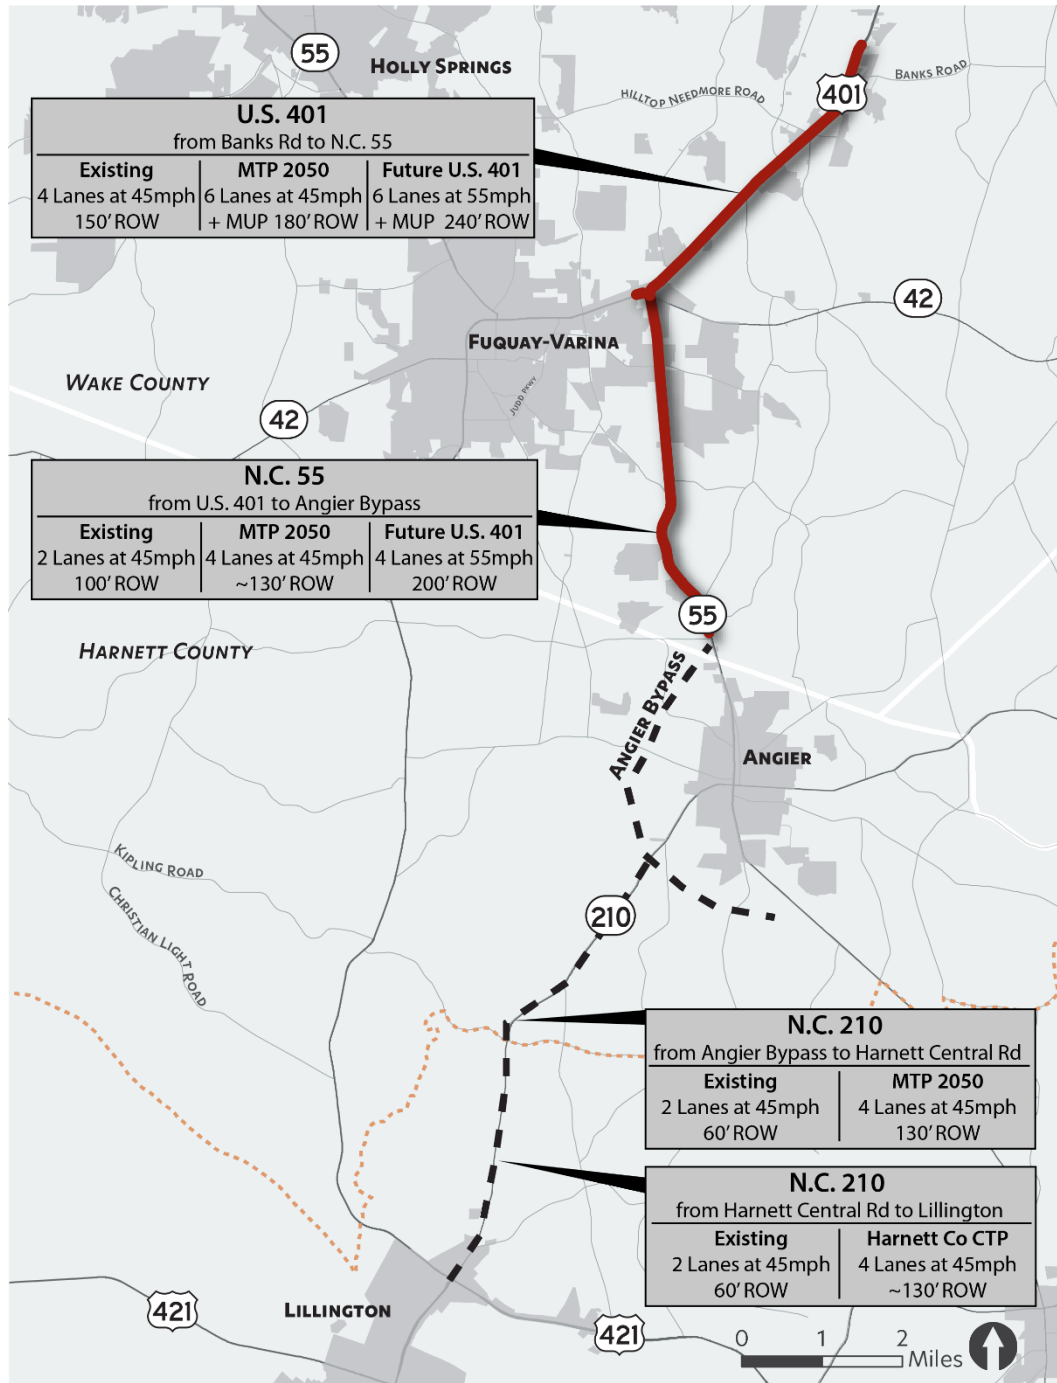 55
HOLLY SPRINGS
BANKS ROAD
401
HILLTOP NEEDMORE ROAD
U.S. 401
from Banks Rd to N.C. 55
Existing MTP 2050 Future U.S. 401
4 Lanes at 45mph 6 Lanes at 45mph 6 Lanes at 55mph
150' ROW + MUP 180' ROW + MUP 240' ROW
42
FUQUAY-VARINA
WAKE COUNTY
JUDD PKWY
42
N.C. 55
from U.S. 401 to Angier Bypass
Existing MTP 2050 Future U.S. 401
2 Lanes at 45mph 4 Lanes at 45mph 4 Lanes at 55mph
100' ROW ~130' ROW 200' ROW
55
HARNETT COUNTY
ANGIER BYPASS
ANGIER
KIPLING ROAD
CHRISTIAN LIGHT ROAD
210
N.C. 210
from Angier Bypass to Harnett Central Rd
Existing MTP 2050
2 Lanes at 45mph 4 Lanes at 45mph
60' ROW 130' ROW
N.C. 210
from Harnett Central Rd to Lillington
Existing Harnett Co CTP
2 Lanes at 45mph 4 Lanes at 45mph
60' ROW ~130' ROW
421
LILLINGTON
421
0 1 2
Miles